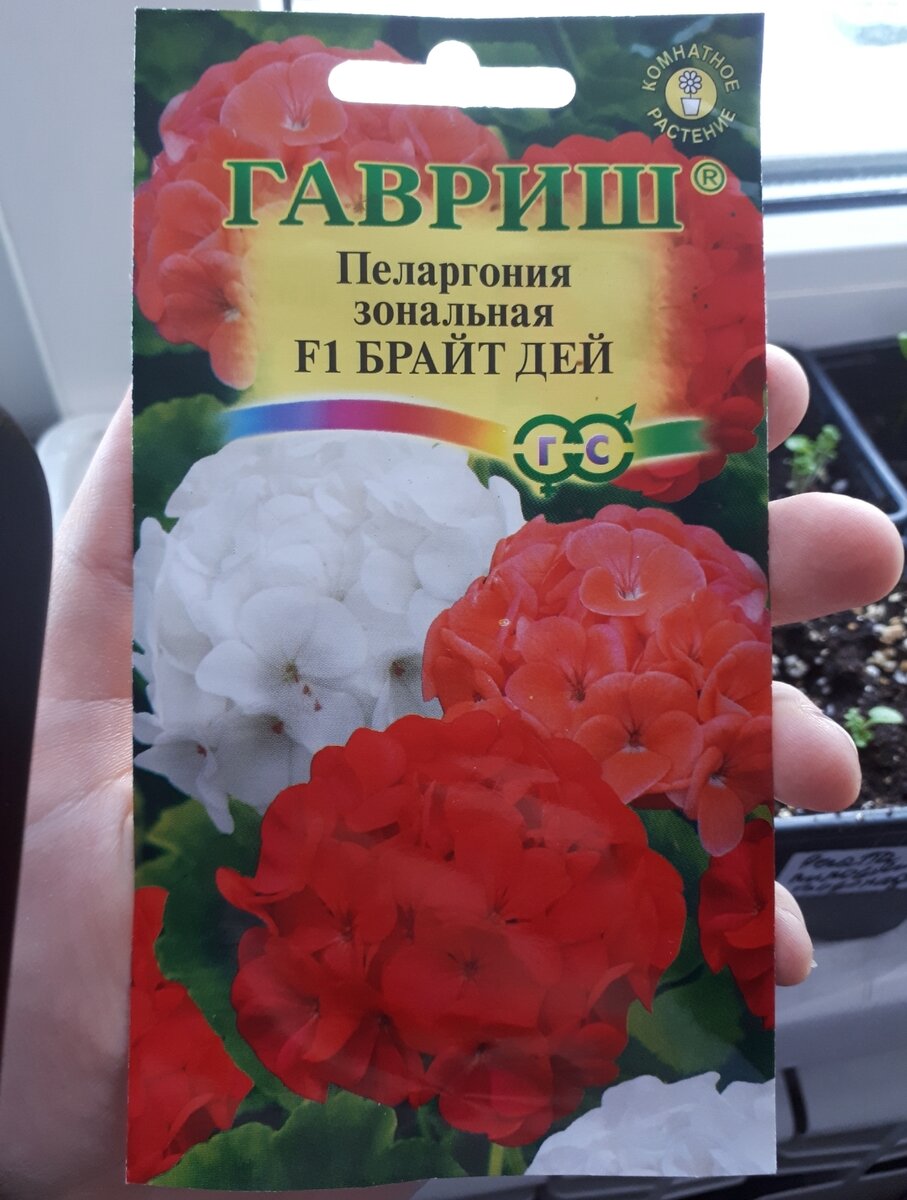 КОМНАТНОЕ
РАСТЕНИЕ
ГАВРИШ®
Пеларгония
зональная
F1 БРАЙТ ДЕЙ
Г С